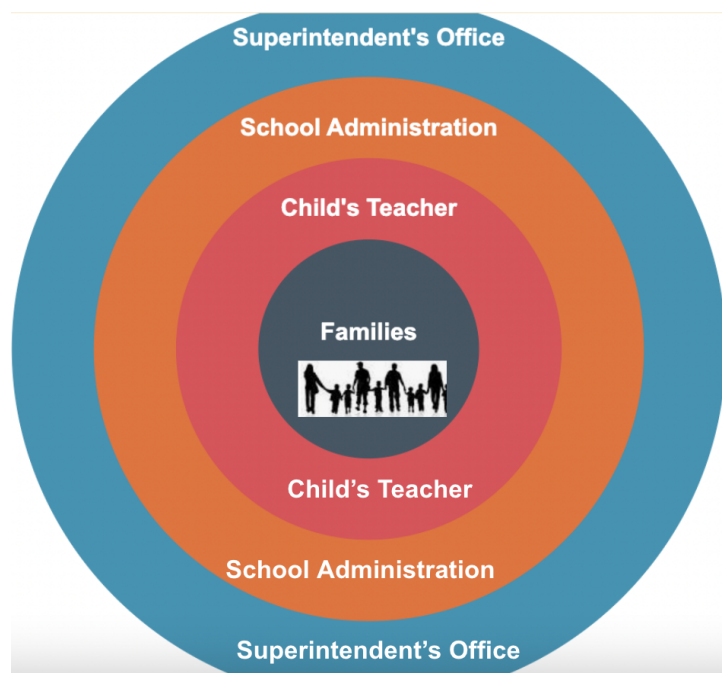 Superintendent's Office
School Administration
Child's Teacher
Families
Child’s Teacher
School Administration
Superintendent’s Office